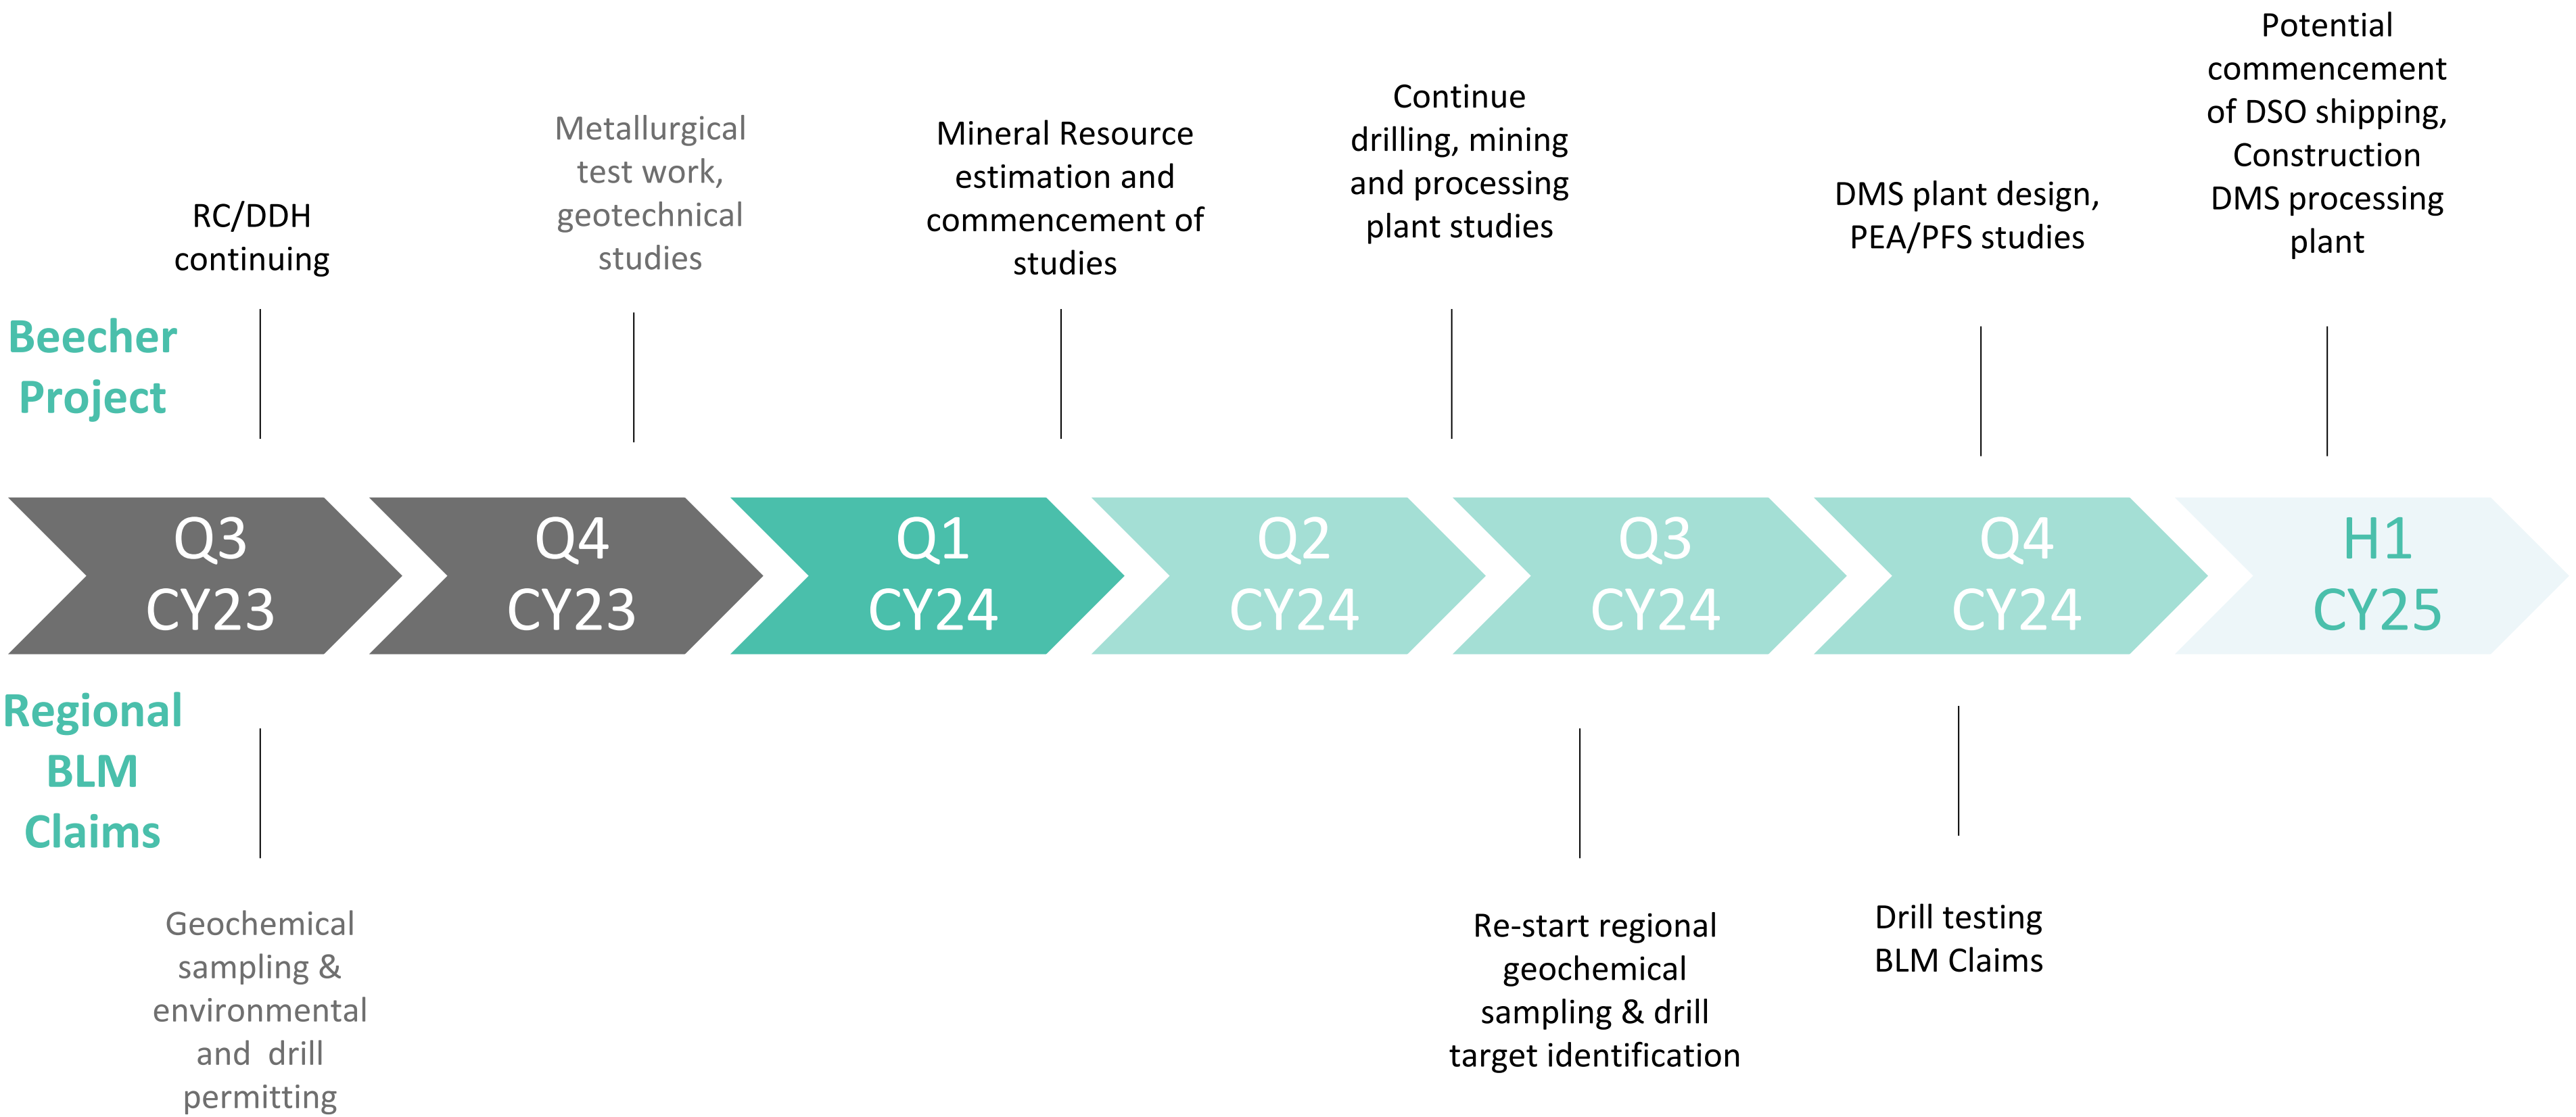 RC/DDH
continuing
Metallurgical
test work,
geotechnical
studies
Mineral Resource
estimation and
commencement of
studies
Continue
drilling, mining
and processing
plant studies
DMS plant design,
PEA/PFS studies
Potential
commencement
of DSO shipping,
Construction
DMS processing
plant
Beecher
Project
Q3
CY23
Q4
CY23
Q1
CY24
Q2
CY24
Q3
CY24
Q4
CY24
H1
CY25
Regional
BLM
Claims
Geochemical
sampling &
environmental
and drill
permitting
Re-start regional
geochemical
sampling & drill
target identification
Drill testing
BLM Claims